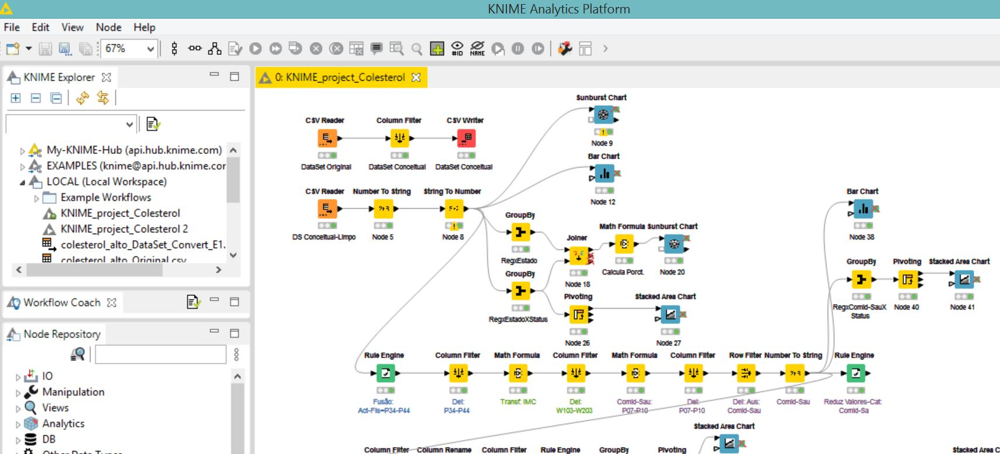 KNIME Analytics Platform
File Edit View Node Help
67%
#ID
NAME
KNIME Explorer
0: KNIME_project_Colesterol
My-KNIME-Hub (api.hub.knime.com)
EXAMPLES (knime@api.hub.knime.cor
LOCAL (Local Workspace)
Example Workflows
KNIME_project_Colesterol
KNIME_project_Colesterol 2
colesterol_alto_DataSet_Convert_E1.
colesterol_alto_Original.csv
Workflow Coach
Node Repository
IO
Manipulation
Views
Analytics
DB
Other Data Types
Sunburst Chart
Node 9
CSV Reader Column Filter CSV Writer
DataSet Original DataSet Conceitual DataSet Conceitual
Bar Chart
Node 12
CSV Reader Number To String String To Number
DS Conceitual-Limpo Node 5 Node 8
GroupBy
RegxEstado
Joiner
Node 18
Math Formula Sunburst Chart
Calcula Porct. Node 20
GroupBy
RegxEstadoXStatus
Pivoting
Node 26
Stacked Area Chart
Node 27
Bar Chart
Node 38
GroupBy Pivoting Stacked Area Chart
RegxComid-SauX
Status
Node 40 Node 41
Rule Engine Column Filter Math Formula Column Filter Math Formula Column Filter Row Filter Number To String Rule Engine
Fusão:
Act-Fis=P34-P44
Del:
P34-P44
Transf: IMC
Del:
W103-W203
Comid-Sau:
P07-P10
Del:
P07-P10
Del: Aus:
Comid-Sau
Comid-Sau
Reduz Valores-Cat:
Comid-Sa
Stacked Area Chart
Column Filter Column Rename Column Filter Rule Engine GroupBy Pivoting Stacked Area C